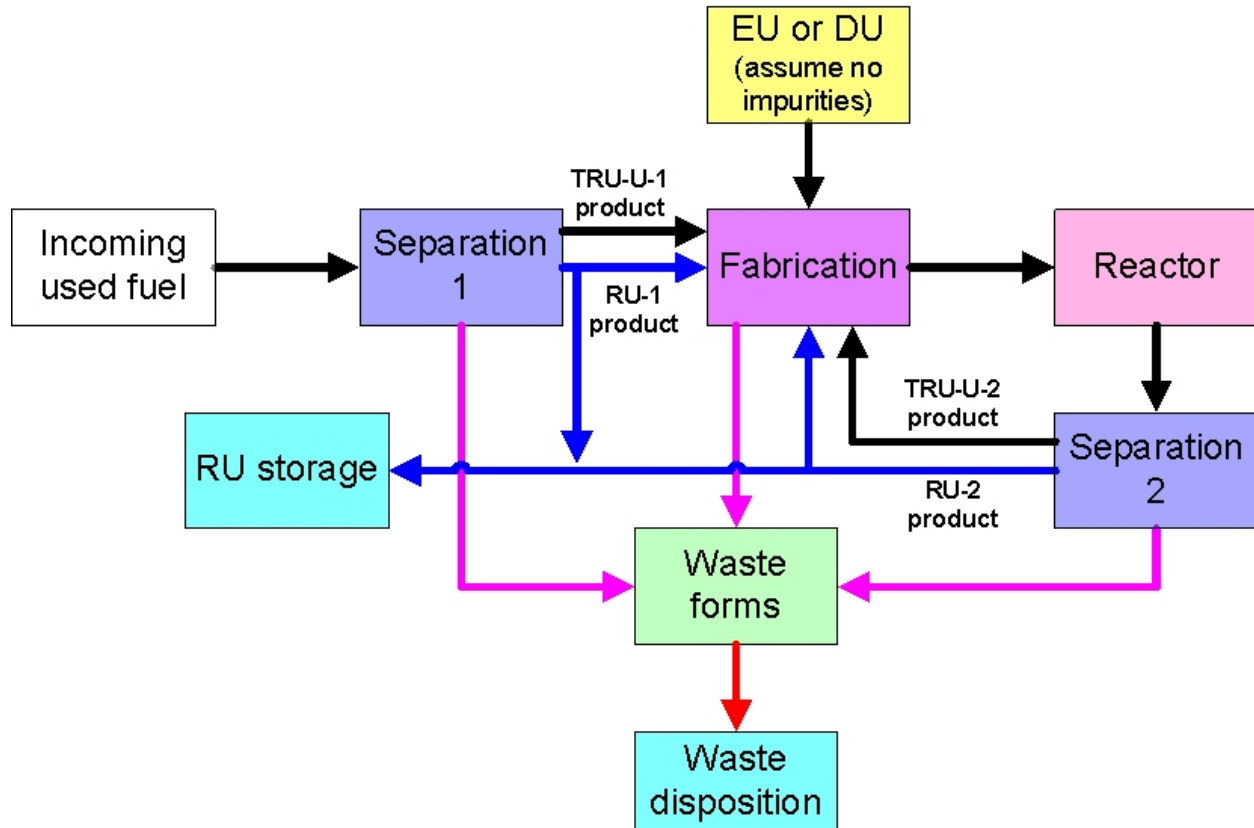 EU or DU
(assume no
impurities)
TRU-U-1
product
Incoming
used fuel
Separation
1
Fabrication
Reactor
RU-1
product
TRU-U-2
product
RU storage
Separation
2
RU-2
product
Waste
forms
Waste
disposition